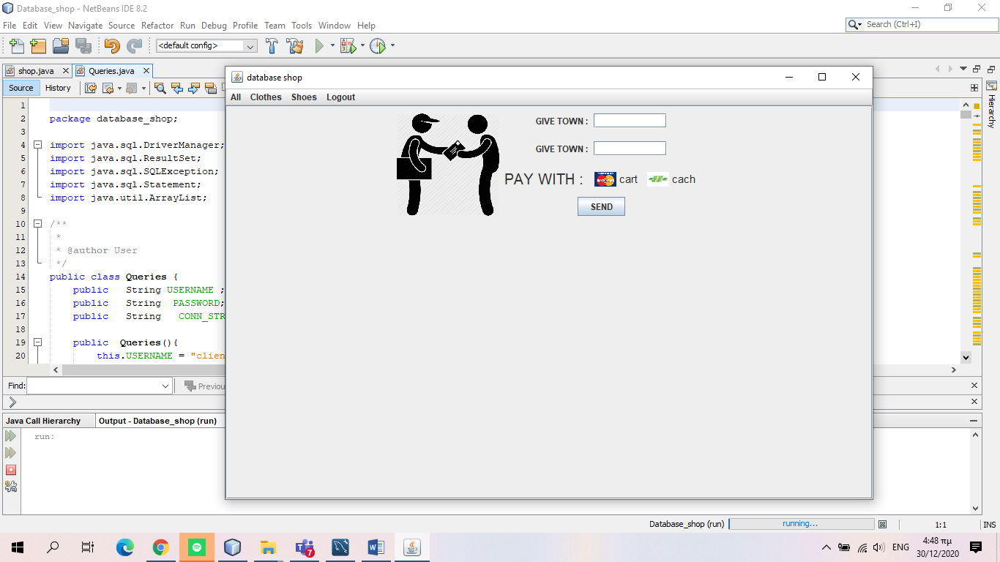 Database_shop - NetBeans IDE 8.2
File Edit View Navigate Source Refactor Run Debug Profile Team Tools Window Help
Search (Ctrl+I)
<default config>
shop.java Queries.java
Source History
1
2 package database_shop;
3
4 import java.sql.DriverManager;
5 import java.sql.ResultSet;
6 import java.sql.SQLException;
7 import java.sql.Statement;
8 import java.util.ArrayList;
9
10 /**
11 *
12 * @author User
13 */
14 public class Queries {
15 public String USERNAME ;
16 public String PASSWORD;
17 public String CONN_STR
18
19 public Queries(){
20 this.USERNAME = "clien
Hierarchy
database shop
All Clothes Shoes Logout
GIVE TOWN :
GIVE TOWN :
PAY WITH : MasterCard cart cach
SEND
Find: Previou
Java Call Hierarchy Output - Database_shop (run)
run:
Database_shop (run) running... 1:1 INS
7
ENG 4:48 πμ
30/12/2020